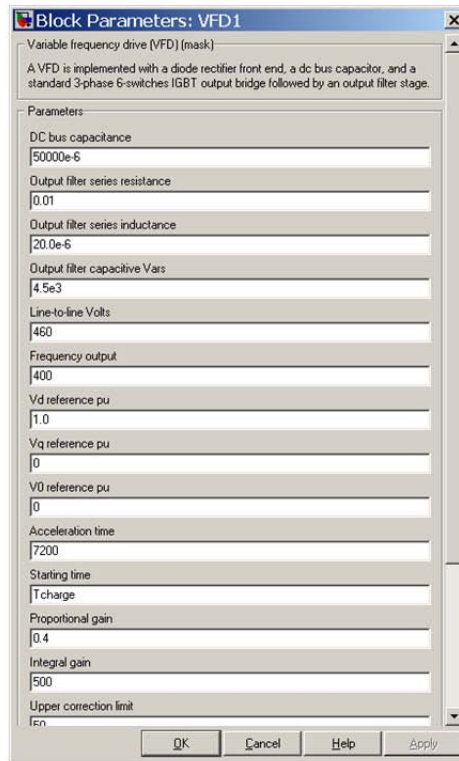 Block Parameters: VFD1
Variable frequency drive (VFD) (mask)
A VFD is implemented with a diode rectifier front end, a dc bus capacitor, and a
standard 3-phase 6-switches IGBT output bridge followed by an output filter stage.
Parameters
DC bus capacitance
50000e-6
Output filter series resistance
0.01
Output filter series inductance
20.0e-6
Output filter capacitive Vars
4.5e3
Line-to-line Volts
460
Frequency output
400
Vd reference pu
1.0
Vq reference pu
0
V0 reference pu
0
Acceleration time
7200
Starting time
Tcharge
Proportional gain
0.4
Integral gain
500
Upper correction limit
OK Cancel Help Apply